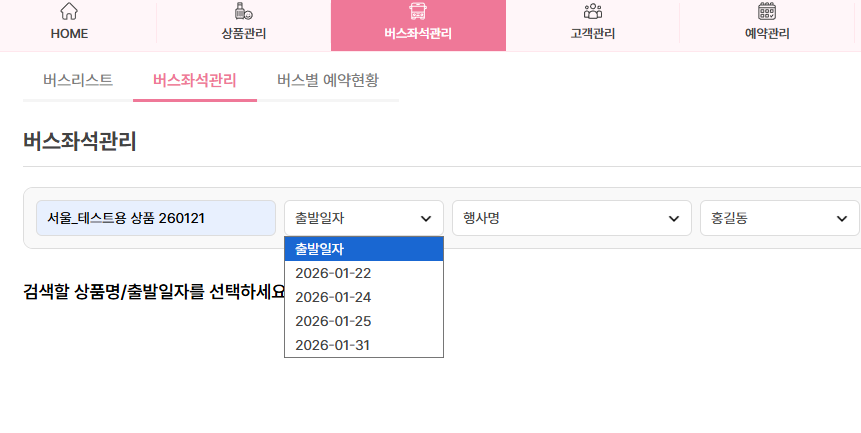 HOME 상품관리 버스좌석관리 고객관리 예약관리
버스리스트 버스좌석관리 버스별 예약현황
버스좌석관리
서울_테스트용 상품 260121 출발일자 행사명 홍길동
출발일자
2026-01-22
검색할 상품명/출발일자를 선택하세요 2026-01-24
2026-01-25
2026-01-31